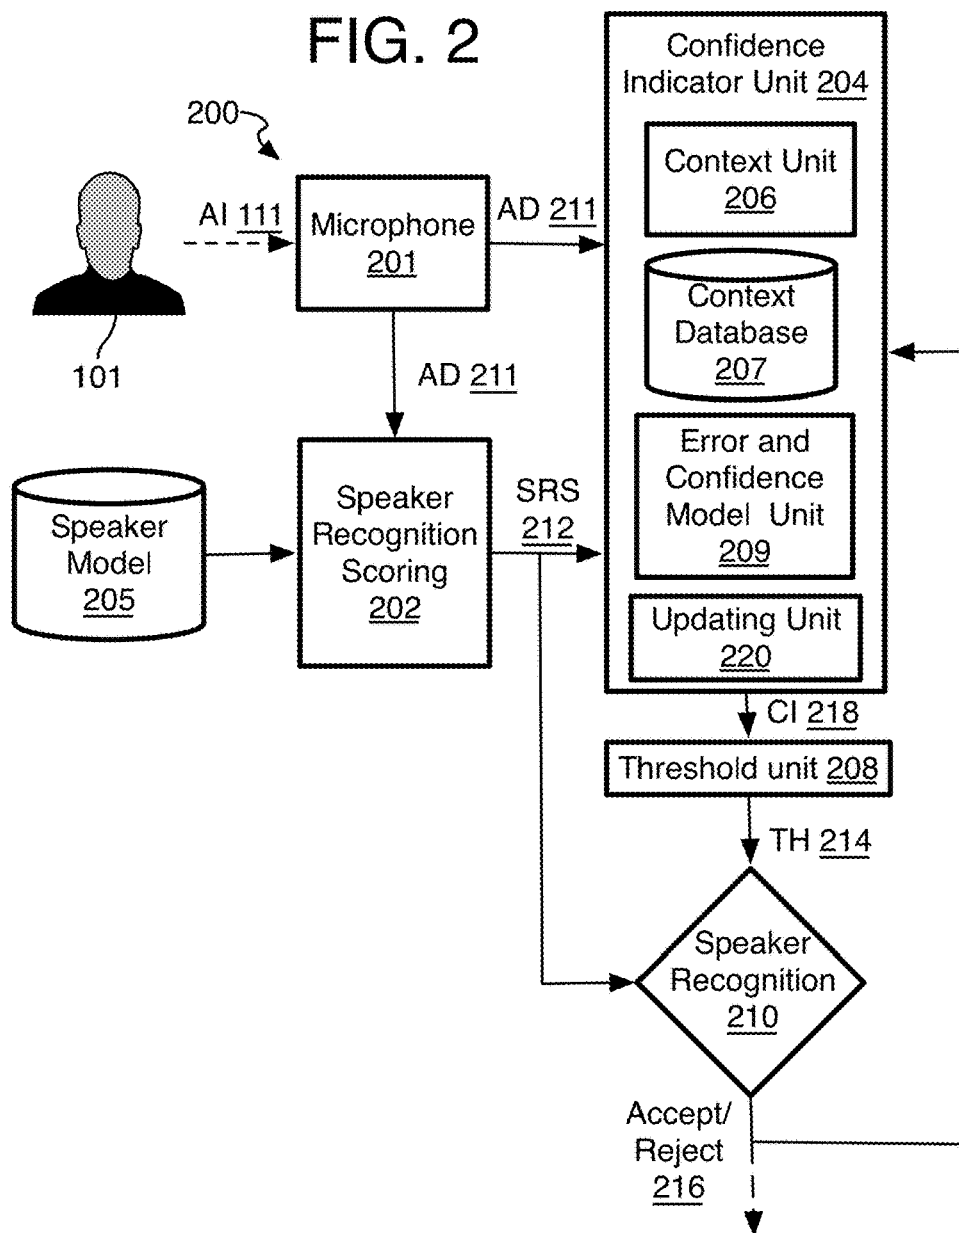 FIG. 2
200
101
AI 111
Microphone
201
AD 211
AD 211
Speaker
Model
205
Speaker
Recognition
Scoring
202
SRS
212
Confidence
Indicator Unit 204
Context Unit
206
Context
Database
207
Error and
Confidence
Model Unit
209
Updating Unit
220
CI 218
Threshold unit 208
TH 214
Speaker
Recognition
210
Accept/
Reject
216